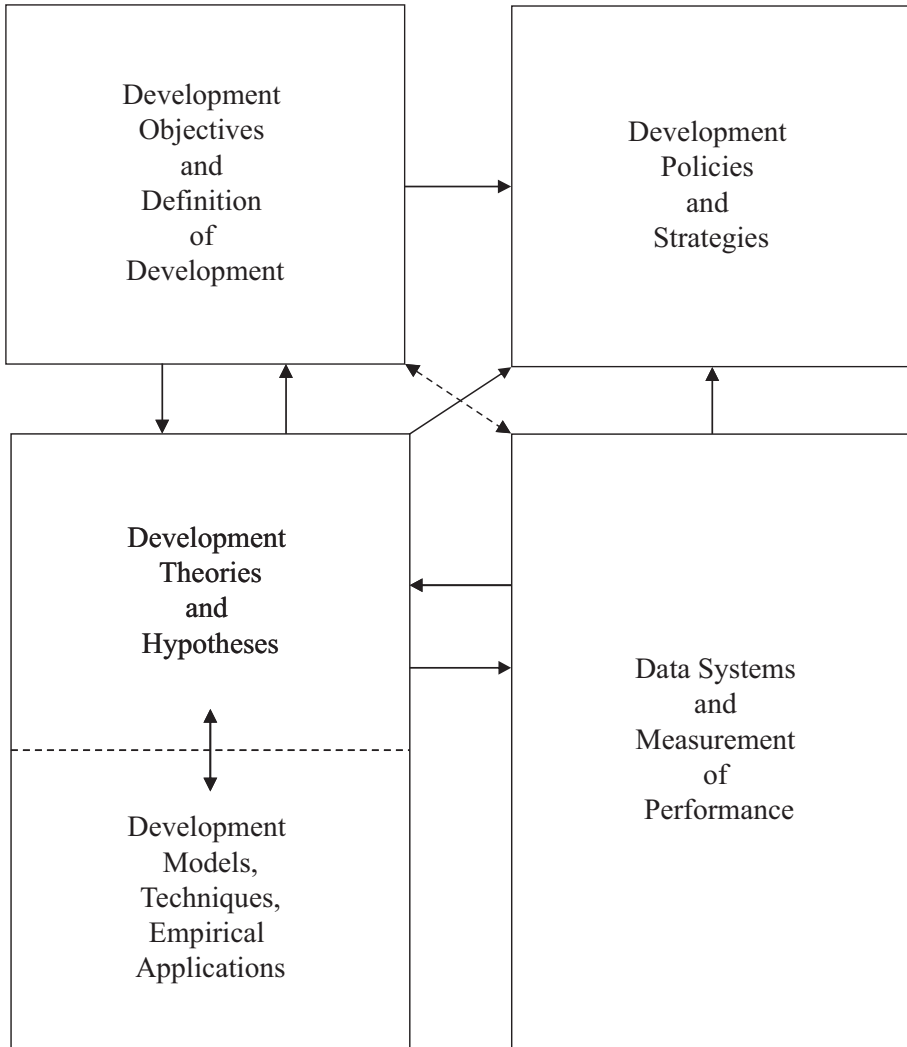 Development
Objectives
and
Definition
of
Development
Development
Policies
and
Strategies
Development
Theories
and
Hypotheses
Development
Models,
Techniques,
Empirical
Applications
Data Systems
and
Measurement
of
Performance